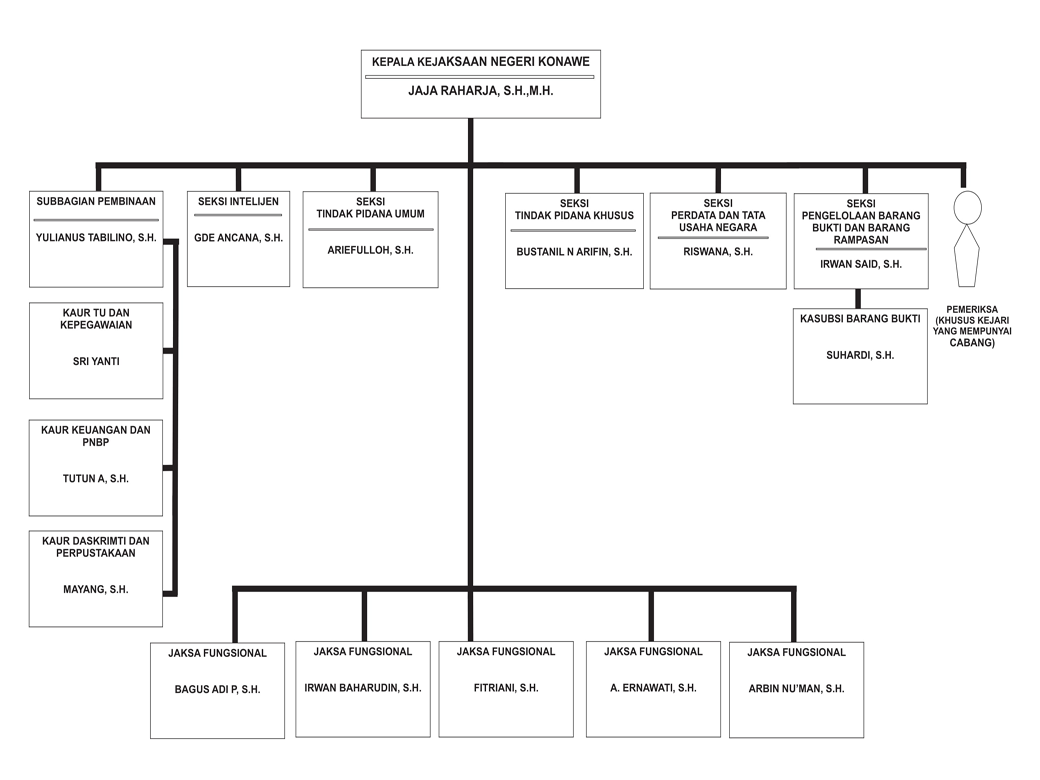 KEPALA KEJAKSAAN NEGERI KONAWE
JAJA RAHARJA, S.H.,M.H.
SUBBAGIAN PEMBINAAN
YULIANUS TABILINO, S.H.
SEKSI INTELIJEN
GDE ANCANA, S.H.
SEKSI
TINDAK PIDANA UMUM
ARIEFULLOH, S.H.
SEKSI
TINDAK PIDANA KHUSUS
BUSTANIL N ARIFIN, S.H.
SEKSI
PERDATA DAN TATA
USAHA NEGARA
RISWANA, S.H.
SEKSI
PENGELOLAAN BARANG
BUKTI DAN BARANG
RAMPASAN
IRWAN SAID, S.H.
PEMERIKSA
(KHUSUS KEJARI
YANG MEMPUNYAI
CABANG)
KAUR TU DAN
KEPEGAWAIAN
SRI YANTI
KASUBSI BARANG BUKTI
SUHARDI, S.H.
KAUR KEUANGAN DAN
PNBP
TUTUN A, S.H.
KAUR DASKRIMTI DAN
PERPUSTAKAAN
MAYANG, S.H.
JAKSA FUNGSIONAL
BAGUS ADI P, S.H.
JAKSA FUNGSIONAL
IRWAN BAHARUDIN, S.H.
JAKSA FUNGSIONAL
FITRIANI, S.H.
JAKSA FUNGSIONAL
A. ERNAWATI, S.H.
JAKSA FUNGSIONAL
ARBIN NU'MAN, S.H.